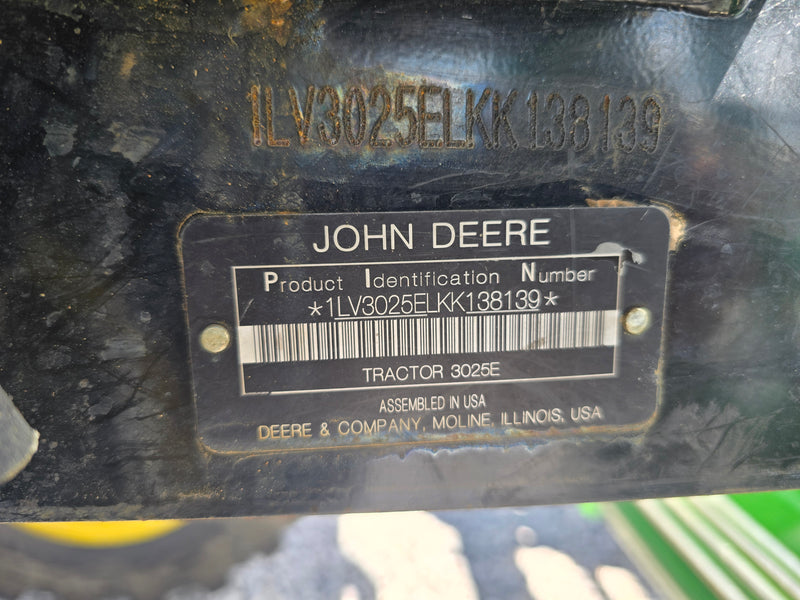 1LV3025ELKK138139
JOHN DEERE
Product Identification Number
*1LV3025ELKK138139*
TRACTOR 3025E
ASSEMBLED IN USA
DEERE & COMPANY, MOLINE, ILLINOIS, USA